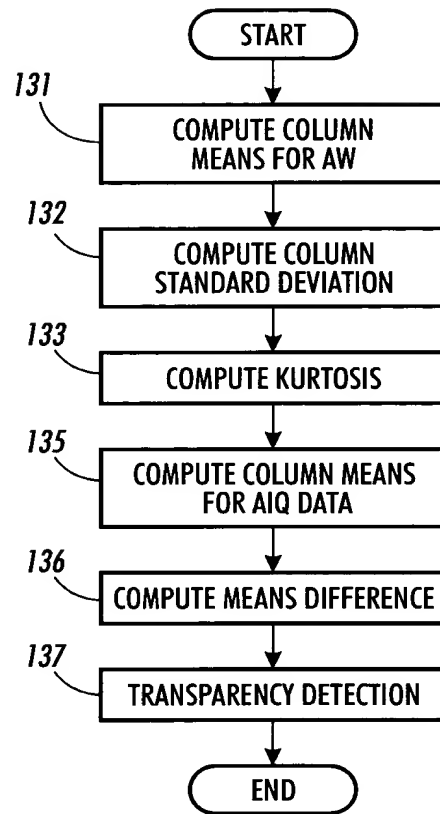 START
131
COMPUTE COLUMN
MEANS FOR AW
132
COMPUTE COLUMN
STANDARD DEVIATION
133
COMPUTE KURTOSIS
135
COMPUTE COLUMN MEANS
FOR AIQ DATA
136
COMPUTE MEANS DIFFERENCE
137
TRANSPARENCY DETECTION
END